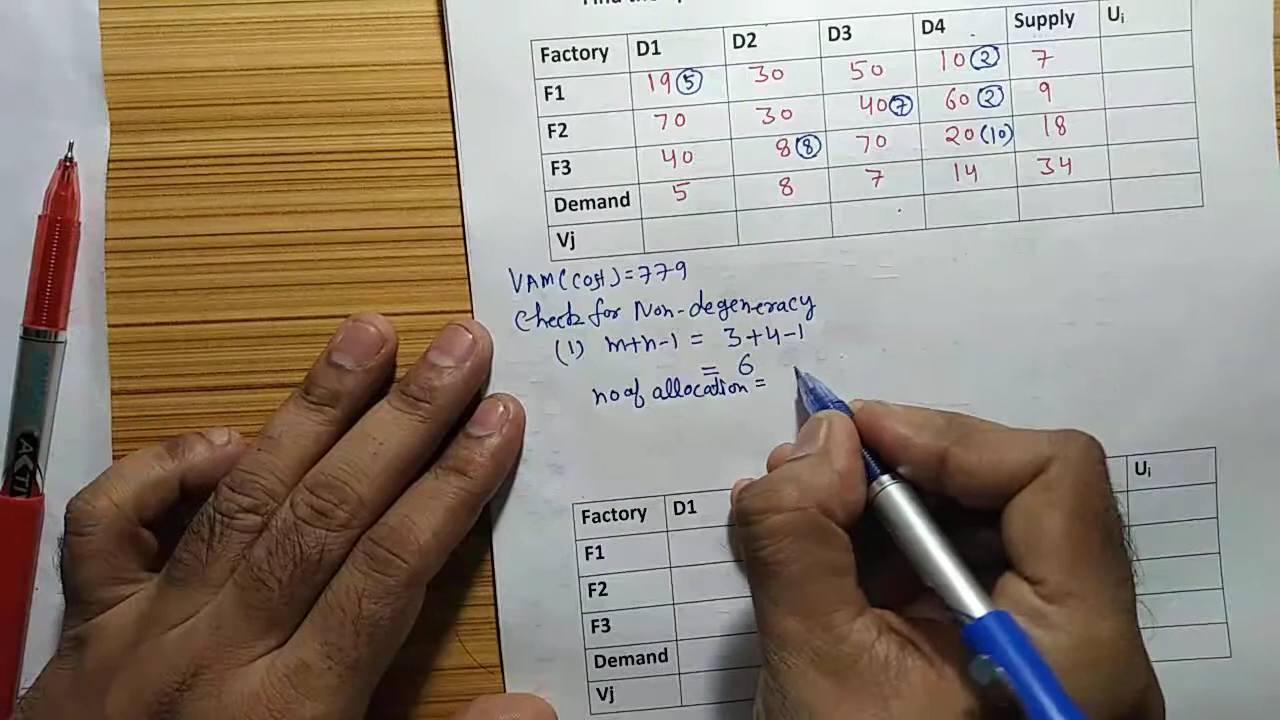 Factory D1 D2 D3 D4 Supply Ui
F1 19 (5) 30 50 10 (2) 7
F2 70 30 40 (7) 60 (2) 9
F3 40 8 (8) 70 20 (10) 18
Demand 5 8 7 14 34
Vj
VAM(cost) = 779
Check for Non-degeneracy
(1) m+n-1 = 3+4-1
= 6
no of allocation =
Factory D1 Ui
F1
F2
F3
Demand
Vj